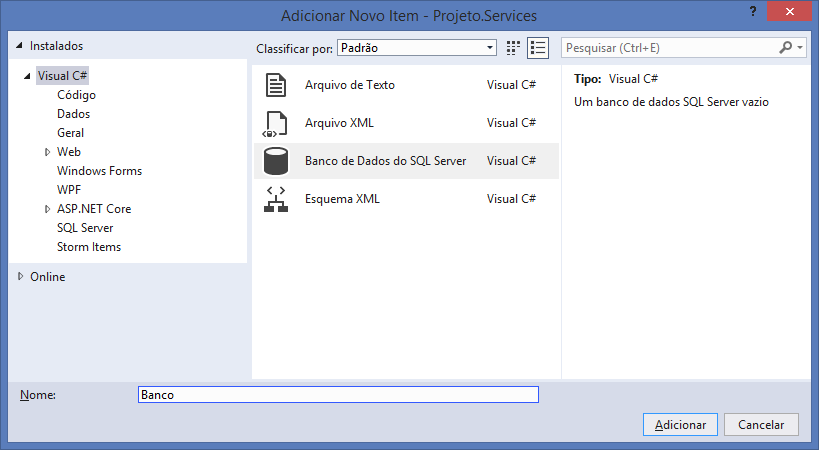 Adicionar Novo Item - Projeto.Services
?
Instalados
Classificar por: Padrão
Pesquisar (Ctrl+E)
Visual C#
Código
Dados
Geral
Web
Windows Forms
WPF
ASP.NET Core
SQL Server
Storm Items
Online
Arquivo de Texto Visual C#
Arquivo XML Visual C#
Banco de Dados do SQL Server Visual C#
Esquema XML Visual C#
Tipo: Visual C#
Um banco de dados SQL Server vazio
Nome: Banco
Adicionar Cancelar